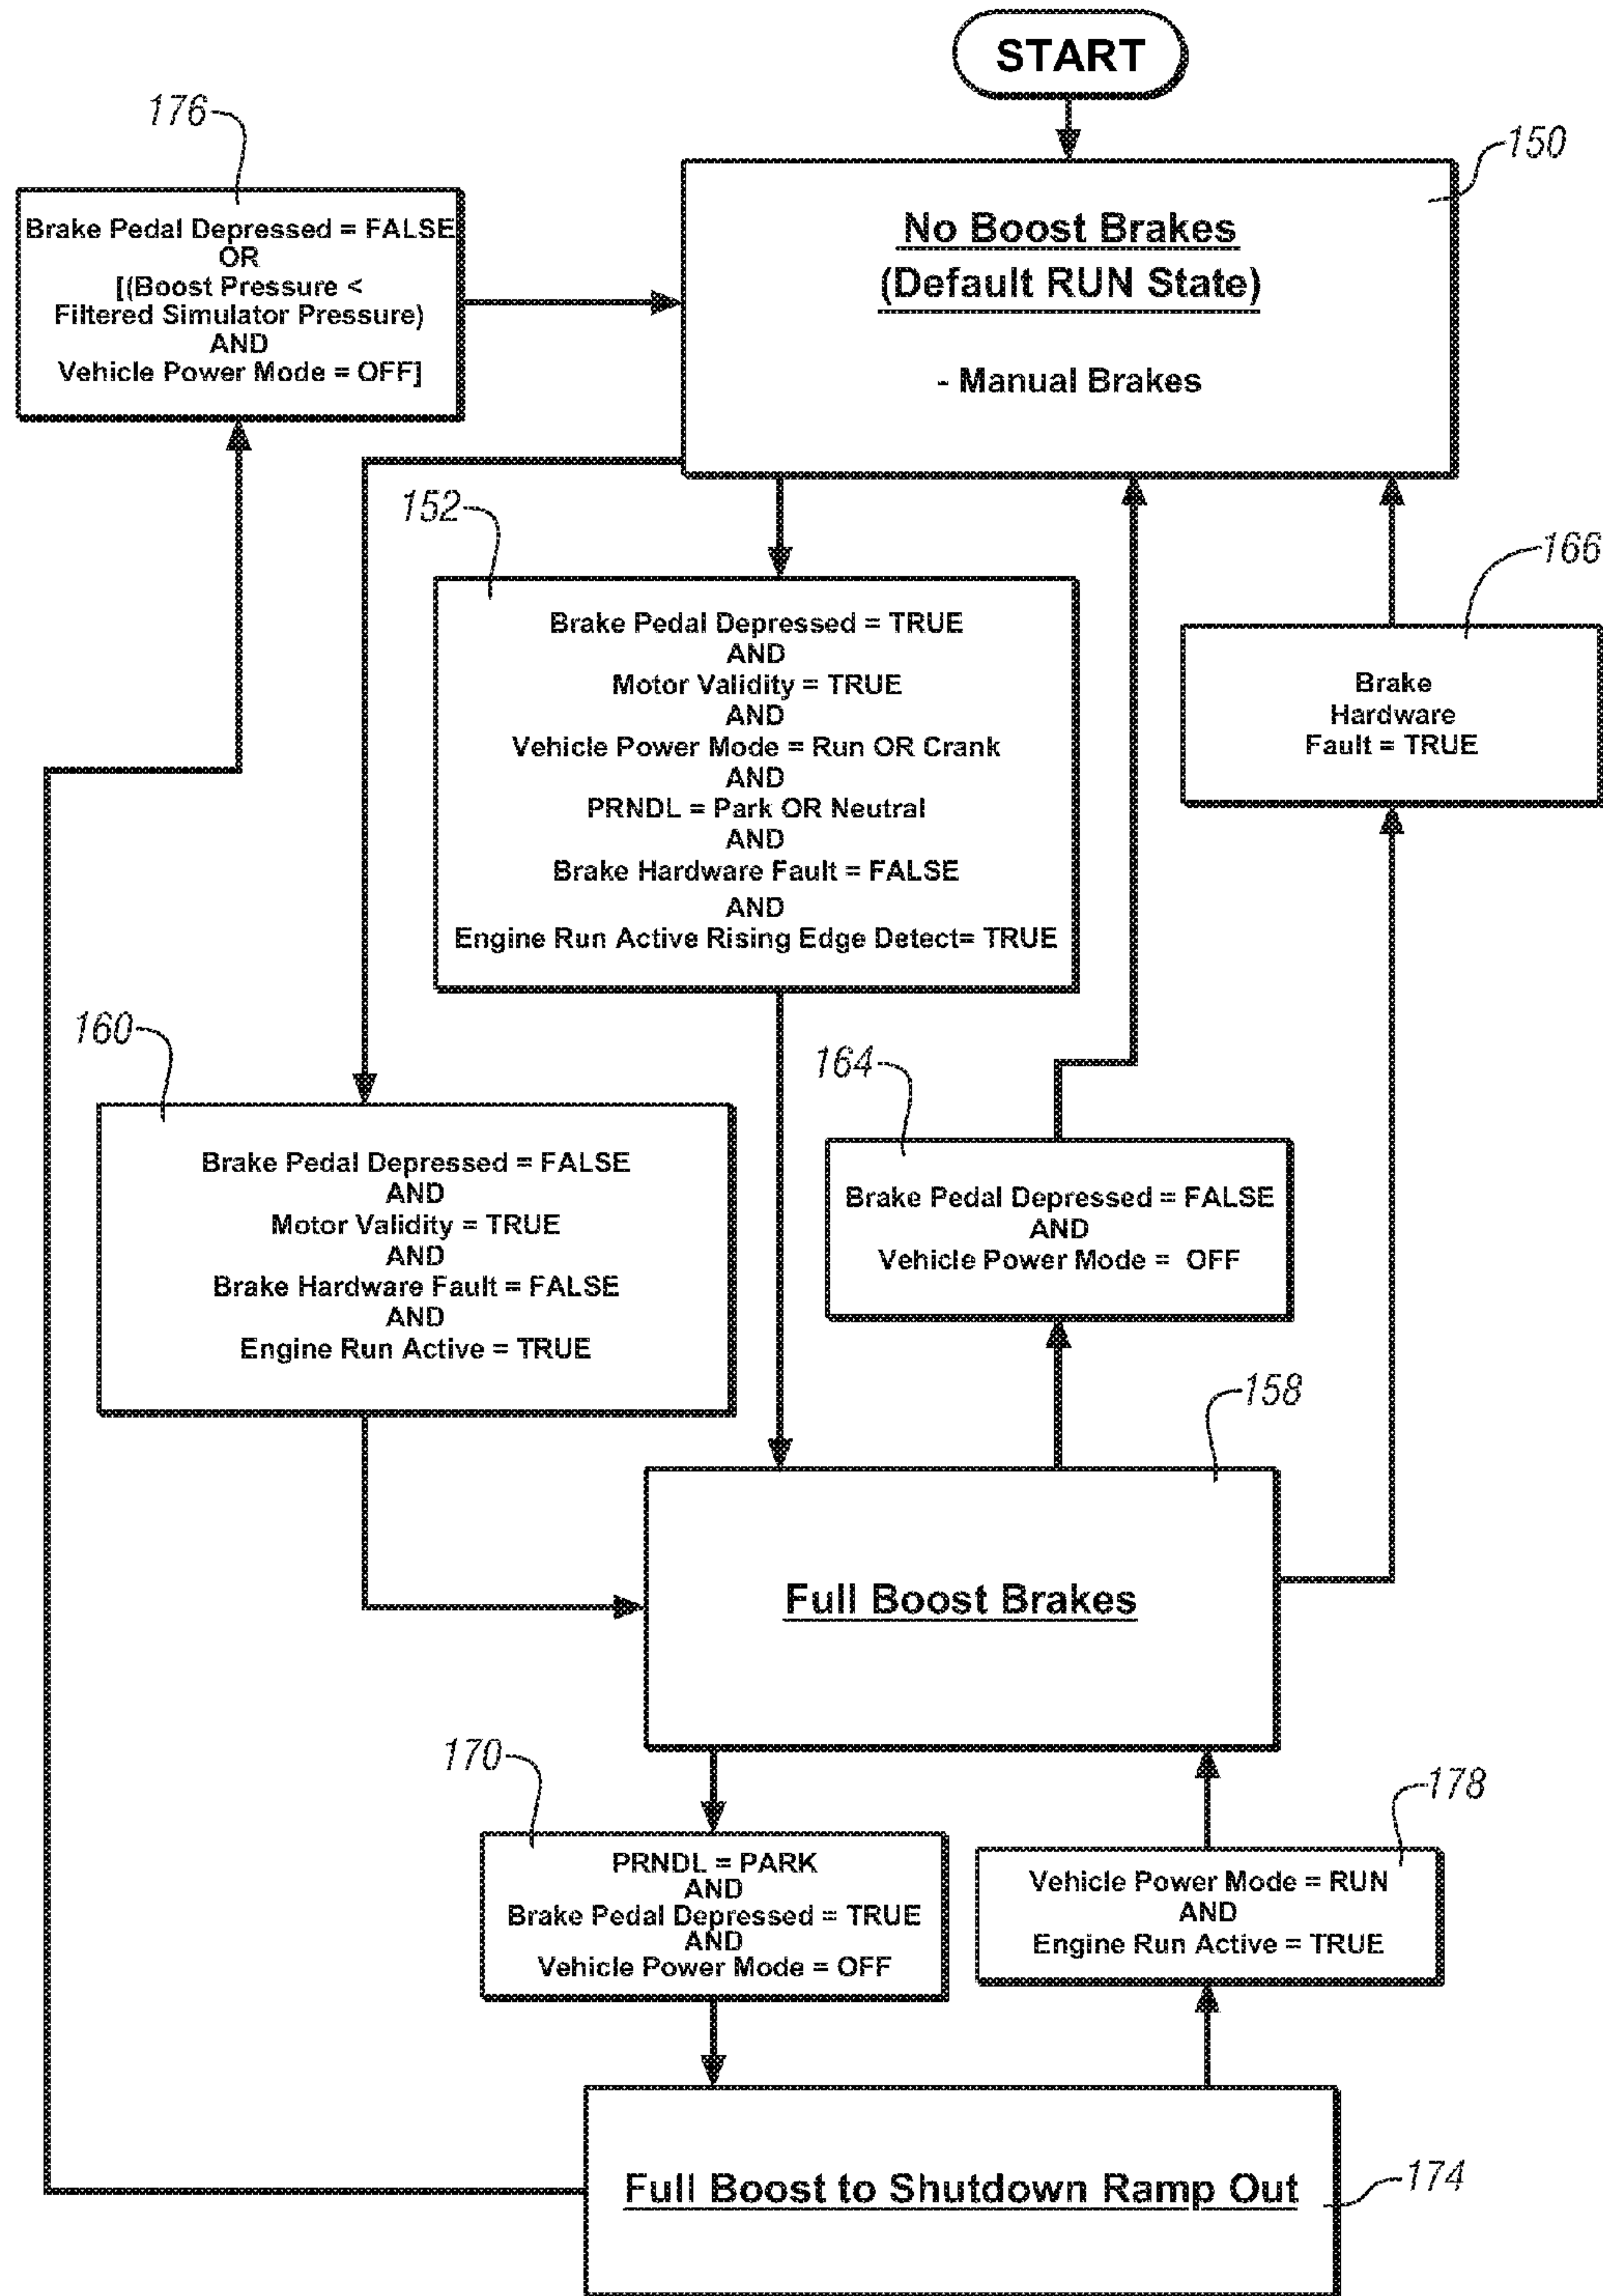 START
176
150
Brake Pedal Depressed = FALSE
OR
[(Boost Pressure <
Filtered Simulator Pressure)
AND
Vehicle Power Mode = OFF]
No Boost Brakes
(Default RUN State)
- Manual Brakes
152
166
Brake Pedal Depressed = TRUE
AND
Motor Validity = TRUE
AND
Vehicle Power Mode = Run OR Crank
AND
PRNDL = Park OR Neutral
AND
Brake Hardware Fault = FALSE
AND
Engine Run Active Rising Edge Detect= TRUE
Brake
Hardware
Fault = TRUE
160
164
Brake Pedal Depressed = FALSE
AND
Motor Validity = TRUE
AND
Brake Hardware Fault = FALSE
AND
Engine Run Active = TRUE
Brake Pedal Depressed = FALSE
AND
Vehicle Power Mode = OFF
158
Full Boost Brakes
170
178
PRNDL = PARK
AND
Brake Pedal Depressed = TRUE
AND
Vehicle Power Mode = OFF
Vehicle Power Mode = RUN
AND
Engine Run Active = TRUE
Full Boost to Shutdown Ramp Out
174